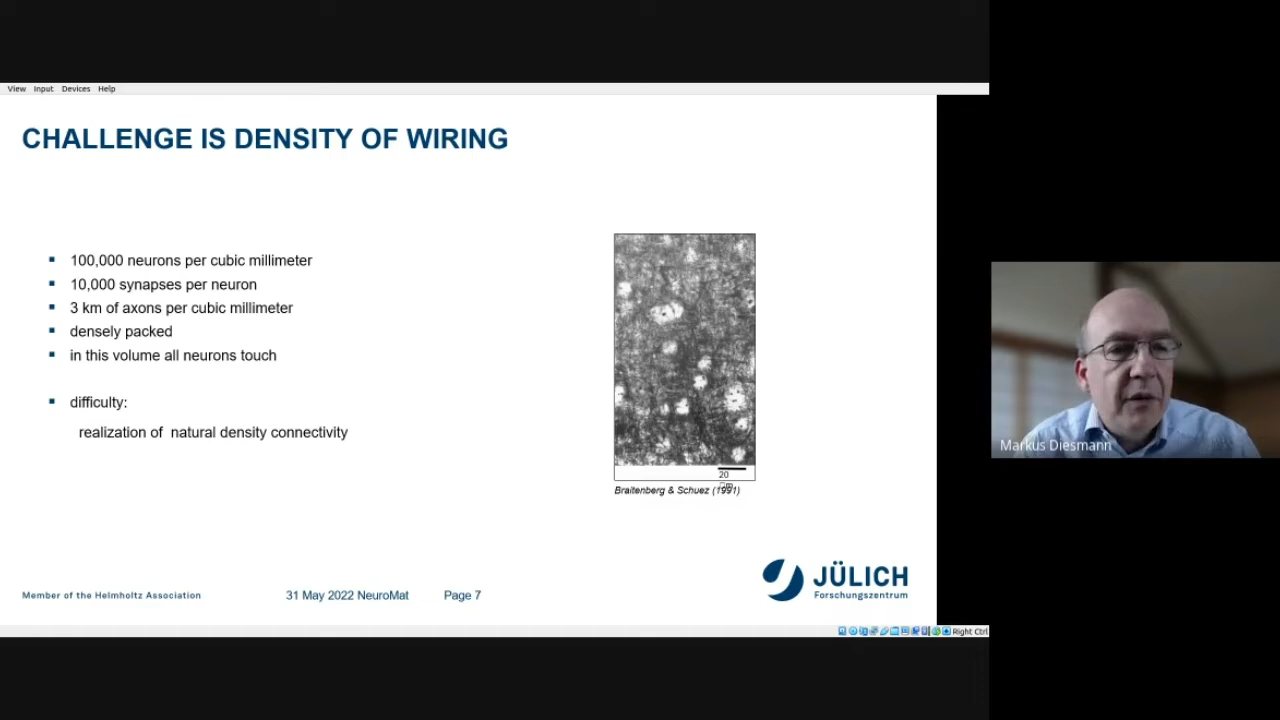 View Input Devices Help
CHALLENGE IS DENSITY OF WIRING
100,000 neurons per cubic millimeter
10,000 synapses per neuron
3 km of axons per cubic millimeter
densely packed
in this volume all neurons touch
difficulty:
realization of natural density connectivity
20
Braitenberg & Schuez (1991)
Markus Diesmann
JÜLICH
Forschungszentrum
Member of the Helmholtz Association
31 May 2022 NeuroMat
Page 7
Right Ctrl